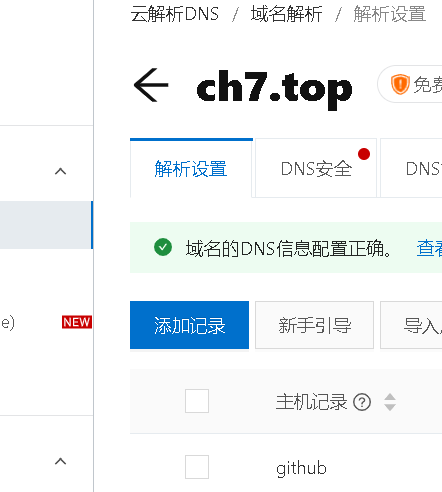 云解析DNS / 域名解析 / 解析设置
ch7.top
免费
解析设置 DNS安全 DNS
域名的DNS信息配置正确。 查看
e) NEW
添加记录 新手引导 导入
主机记录
github